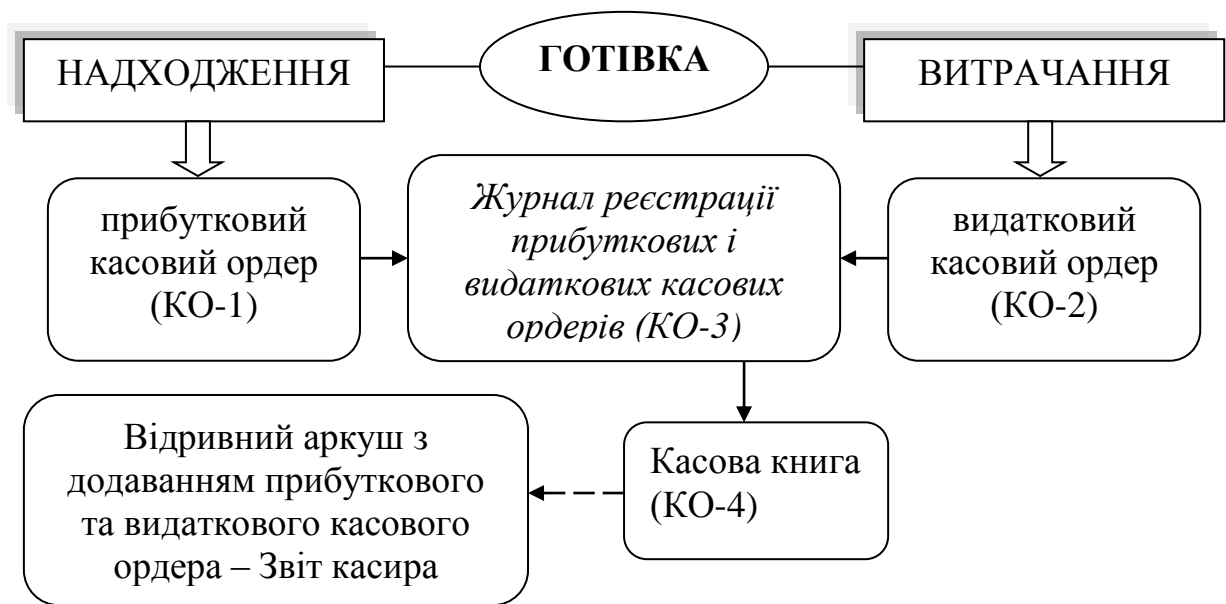 НАДХОДЖЕННЯ
ГОТІВКА
ВИТРАЧАННЯ
прибутковий
касовий ордер
(КО-1)
Журнал реєстрації
прибуткових і
видаткових касових
ордерів (КО-3)
видатковий
касовий ордер
(КО-2)
Відривний аркуш з
додаванням прибуткового
та видаткового касового
ордера – Звіт касира
Касова книга
(КО-4)